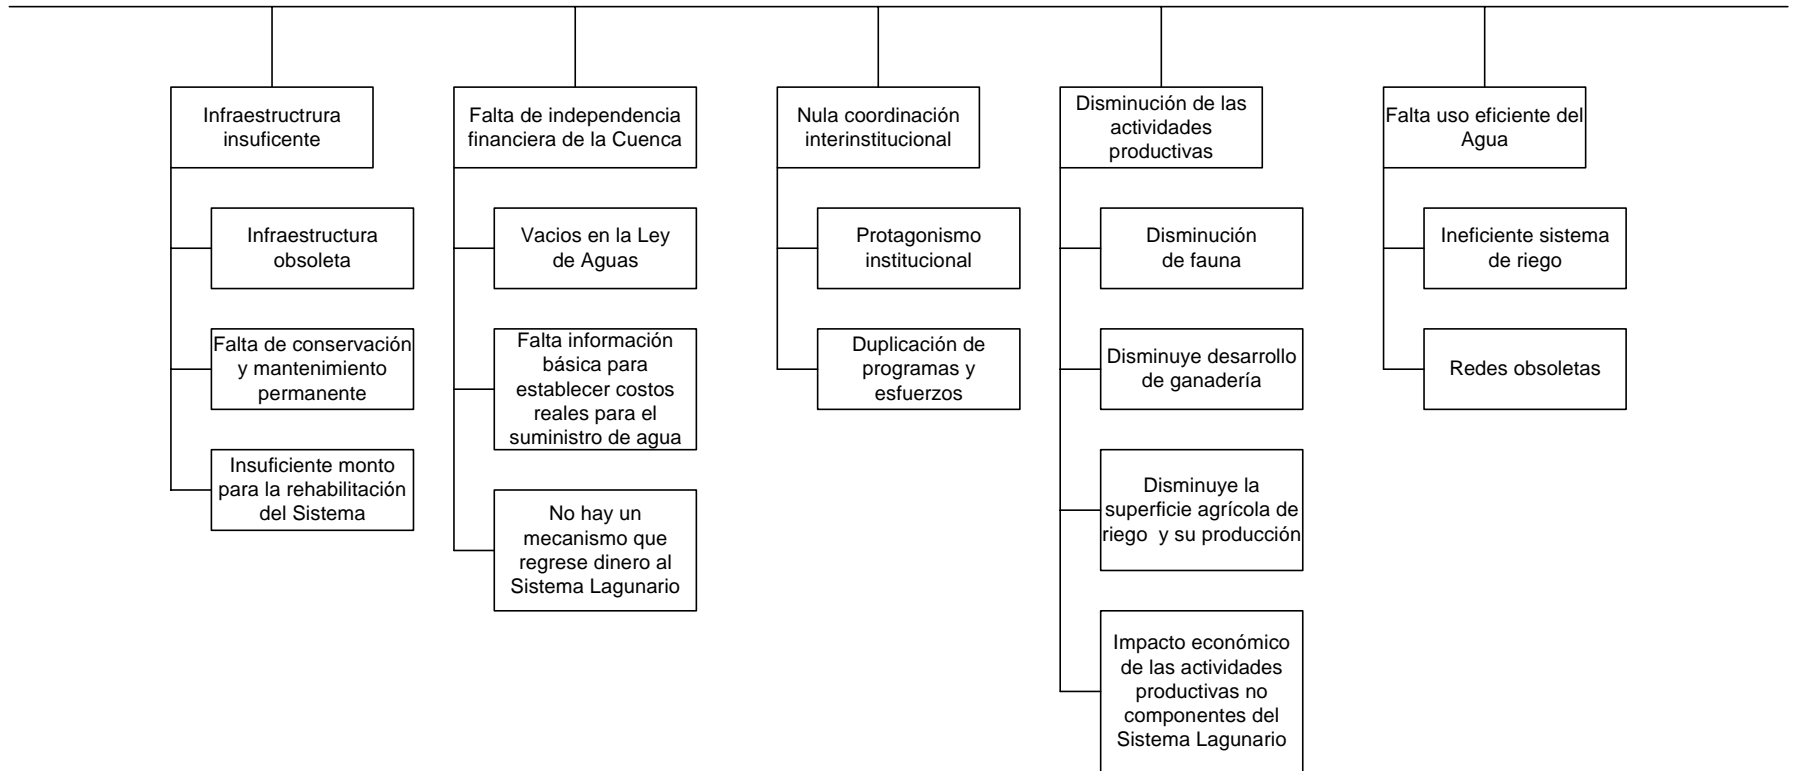 Infraestructrura
insuficente
Infraestructura
obsoleta
Falta de conservación
y mantenimiento
permanente
Insuficiente monto
para la rehabilitación
del Sistema
Falta de independencia
financiera de la Cuenca
Vacios en la Ley
de Aguas
Falta información
básica para
establecer costos
reales para el
suministro de agua
No hay un
mecanismo que
regrese dinero al
Sistema Lagunario
Nula coordinación
interinstitucional
Protagonismo
institucional
Duplicación de
programas y
esfuerzos
Disminución de las
actividades
productivas
Disminución
de fauna
Disminuye desarrollo
de ganadería
Disminuye la
superficie agrícola de
riego y su producción
Impacto económico
de las actividades
productivas no
componentes del
Sistema Lagunario
Falta uso eficiente del
Agua
Ineficiente sistema
de riego
Redes obsoletas